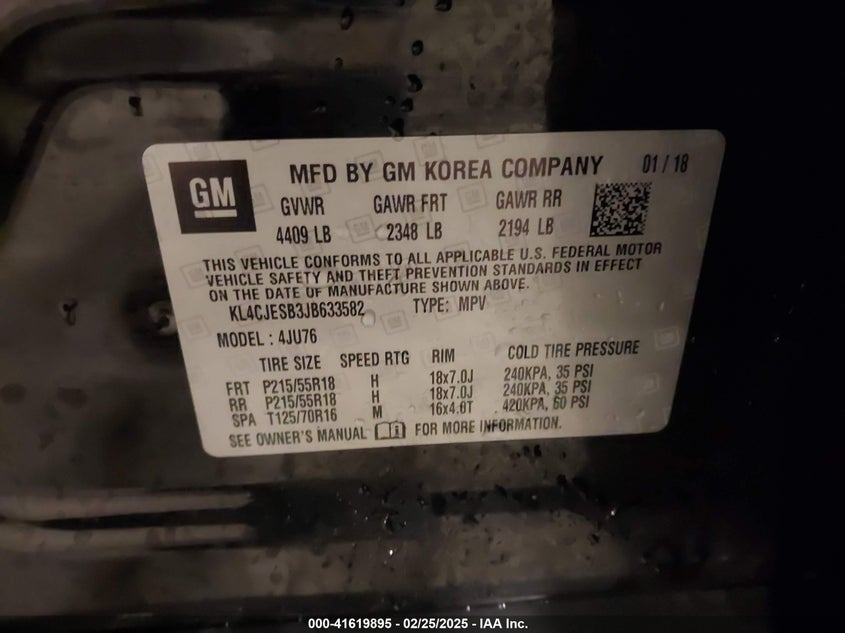 GM
MFD BY GM KOREA COMPANY 01 / 18
GVWR GAWR FRT GAWR RR
4409 LB 2348 LB 2194 LB
THIS VEHICLE CONFORMS TO ALL APPLICABLE U.S. FEDERAL MOTOR
VEHICLE SAFETY AND THEFT PREVENTION STANDARDS IN EFFECT
ON THE DATE OF MANUFACTURE SHOWN ABOVE.
KL4CJESB3JB633582 TYPE: MPV
MODEL : 4JU76
TIRE SIZE SPEED RTG RIM COLD TIRE PRESSURE
FRT P215/55R18 H 18x7.0J 240KPA, 35 PSI
RR P215/55R18 H 18x7.0J 240KPA, 35 PSI
SPA T125/70R16 M 16x4.0T 420KPA, 60 PSI
SEE OWNER'S MANUAL FOR MORE INFORMATION.
000-41619895 - 02/25/2025 - IAA Inc.